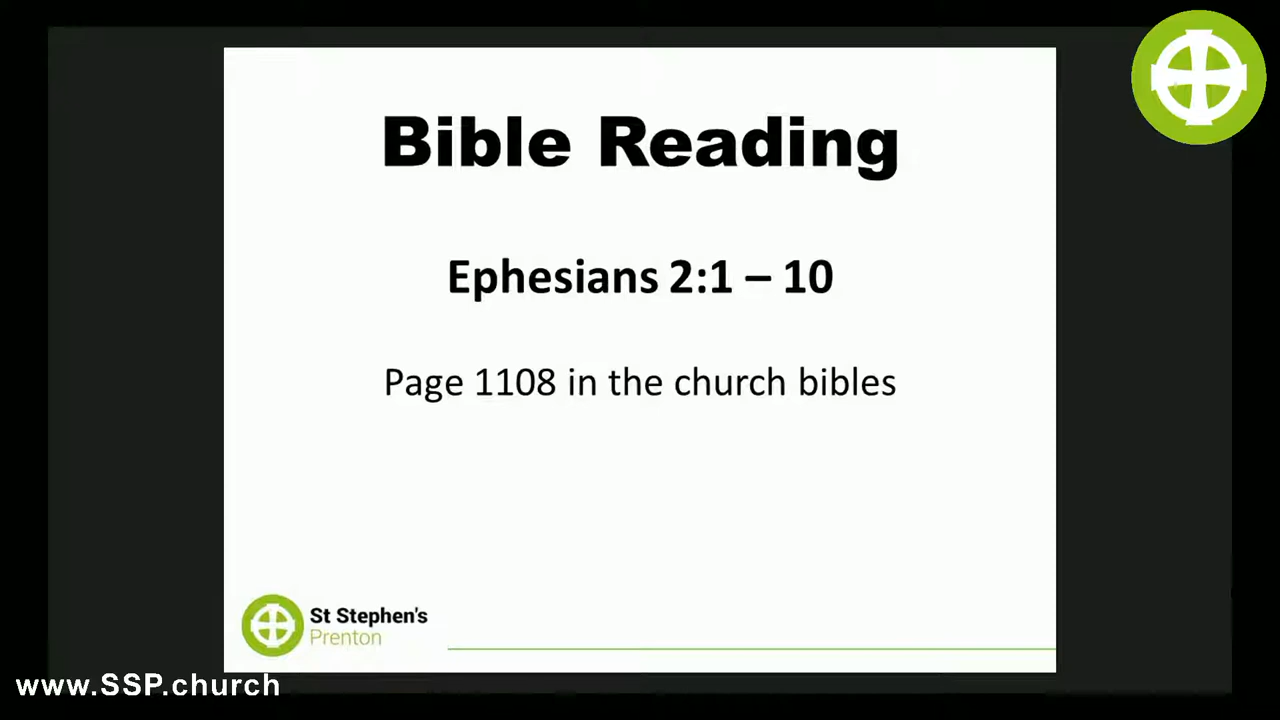 Bible Reading
Ephesians 2:1 – 10
Page 1108 in the church bibles
St Stephen's
Prenton
www.SSP.church